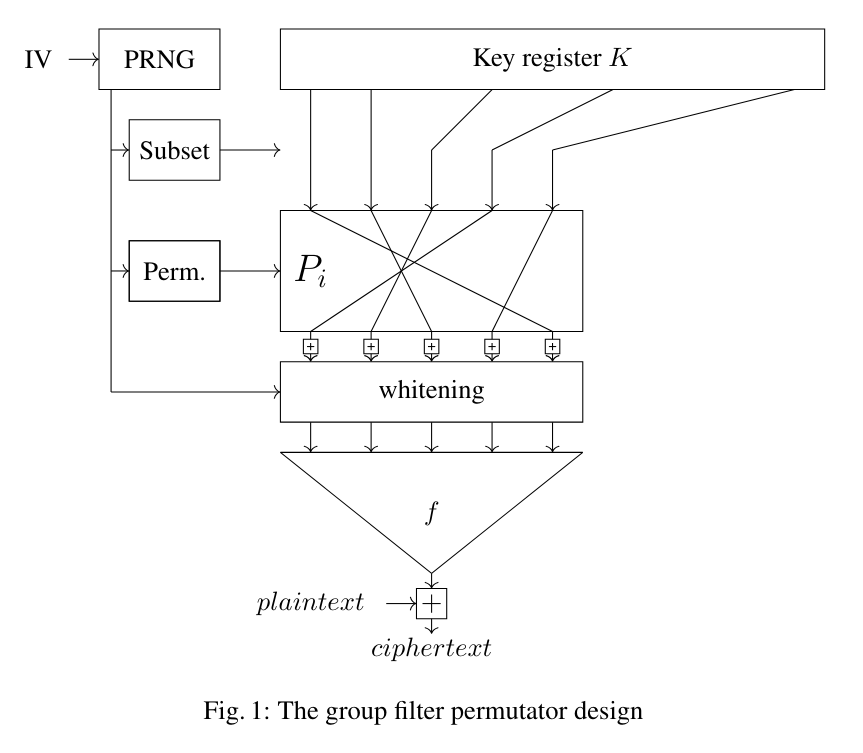 IV
PRNG
Key register K
Subset
Perm.
P_i
+ + + + +
whitening
f
plaintext
+
ciphertext
Fig. 1: The group filter permutator design